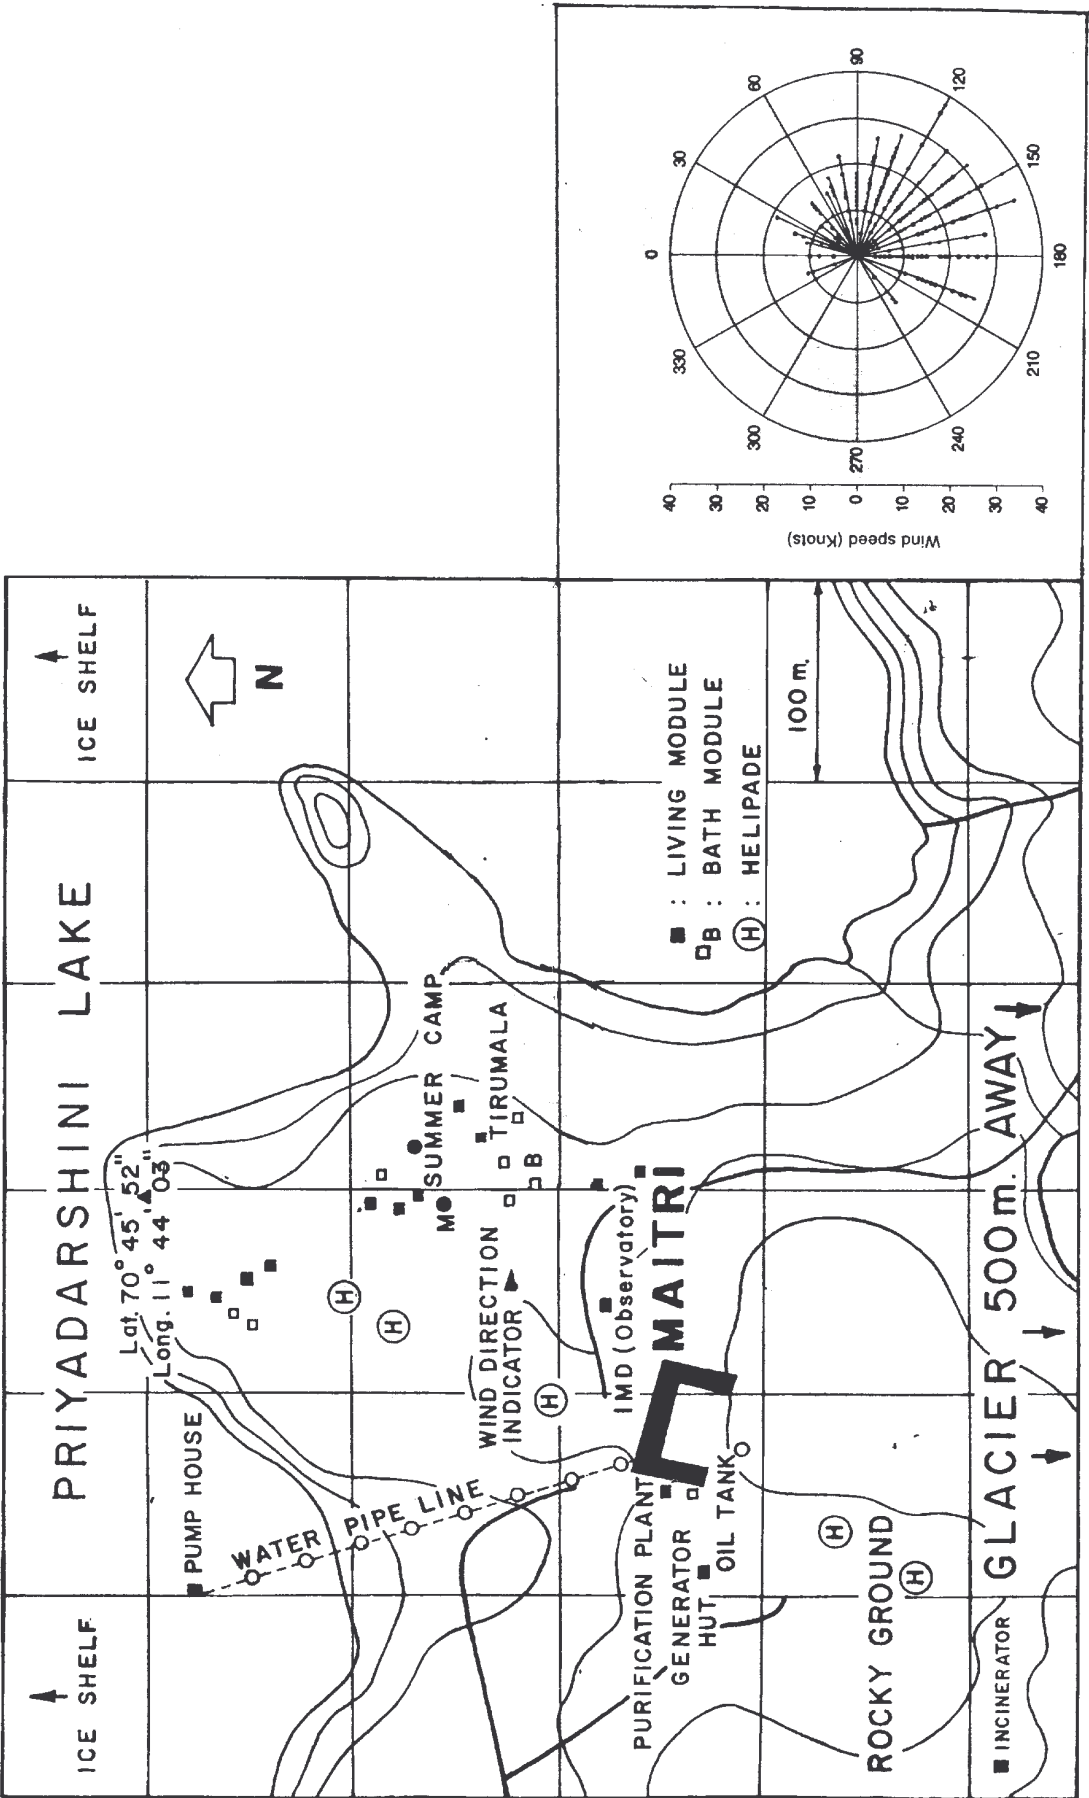 ICE SHELF
ICE SHELF
PRIYADARSHINI LAKE
N
Lat. 70° 45' 52"
Long. 11° 44' 03"
PUMP HOUSE
WATER PIPE LINE
H
H
H
WIND DIRECTION
INDICATOR
M
SUMMER CAMP
TIRUMALA
B
IMD (Observatory)
MAITRI
PURIFICATION PLANT
GENERATOR
HUT
OIL TANK
H
H
ROCKY GROUND
INCINERATOR
GLACIER 500m. AWAY
: LIVING MODULE
B : BATH MODULE
H : HELIPADE
100 m.
Wind speed (Knots)
40
30
20
10
0
10
20
30
40
0
30
60
90
120
150
180
210
240
270
300
330